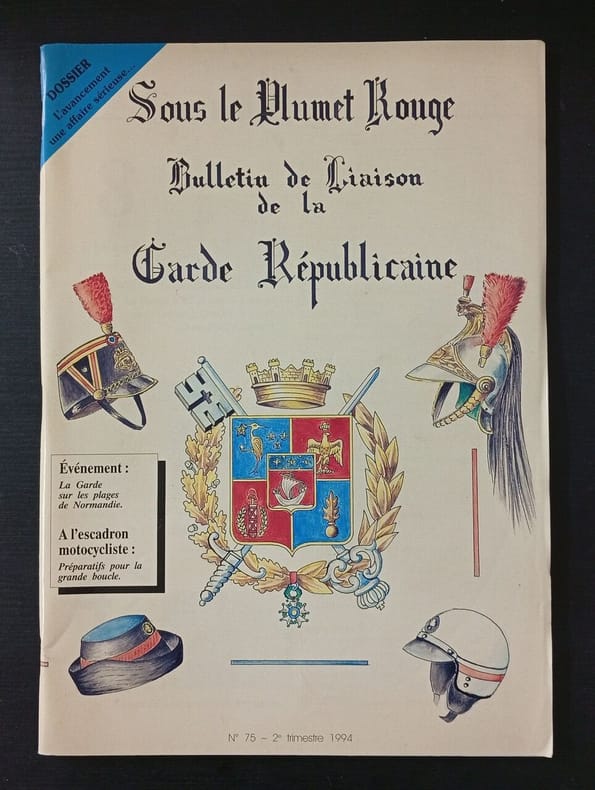 DOSSIER
L'avancement
une affaire sérieuse...
Sous le Plumet Rouge
Bulletin de Liaison
de la
Garde Républicaine
Événement :
La Garde
sur les plages
de Normandie.
A l'escadron
motocycliste :
Préparatifs pour la
grande boucle.
N° 75 – 2e trimestre 1994